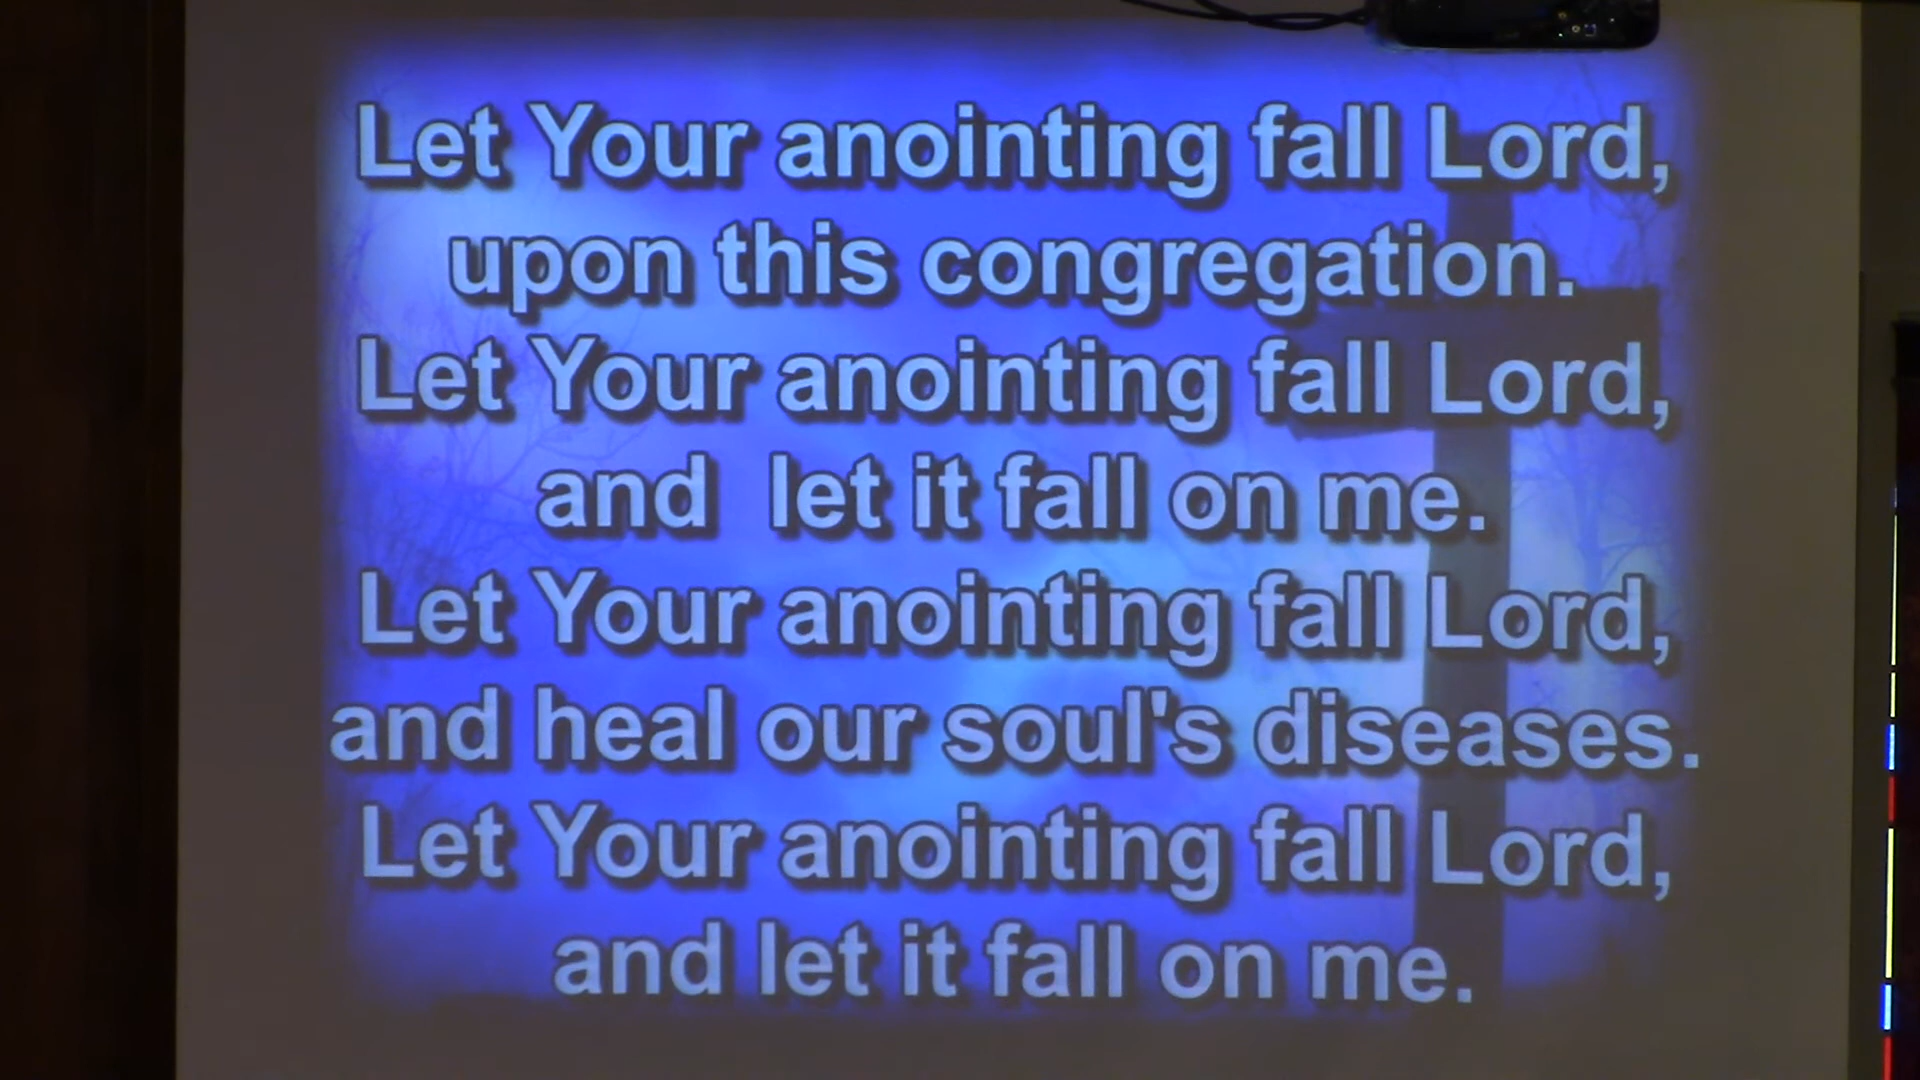 Let Your anointing fall Lord,
upon this congregation.
Let Your anointing fall Lord,
and let it fall on me.
Let Your anointing fall Lord,
and heal our soul's diseases.
Let Your anointing fall Lord,
and let it fall on me.